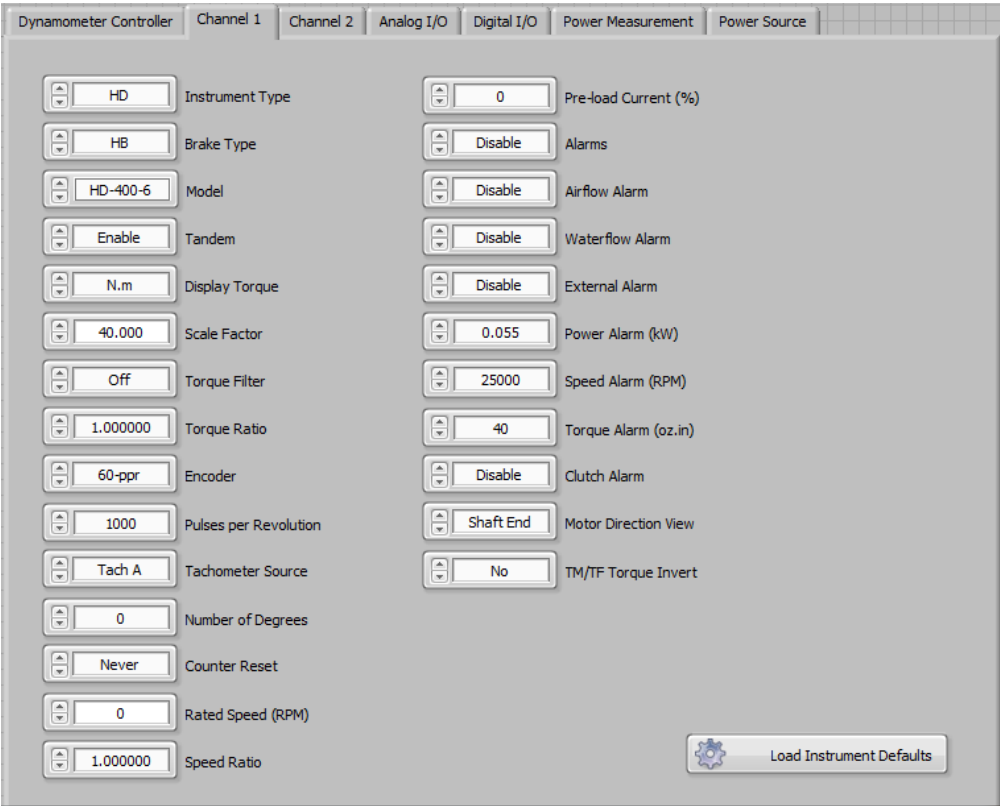 Dynamometer Controller Channel 1 Channel 2 Analog I/O Digital I/O Power Measurement Power Source
HD Instrument Type
HB Brake Type
HD-400-6 Model
Enable Tandem
N.m Display Torque
40.000 Scale Factor
Off Torque Filter
1.000000 Torque Ratio
60-ppr Encoder
1000 Pulses per Revolution
Tach A Tachometer Source
0 Number of Degrees
Never Counter Reset
0 Rated Speed (RPM)
1.000000 Speed Ratio
0 Pre-load Current (%)
Disable Alarms
Disable Airflow Alarm
Disable Waterflow Alarm
Disable External Alarm
0.055 Power Alarm (kW)
25000 Speed Alarm (RPM)
40 Torque Alarm (oz.in)
Disable Clutch Alarm
Shaft End Motor Direction View
No TM/TF Torque Invert
Load Instrument Defaults